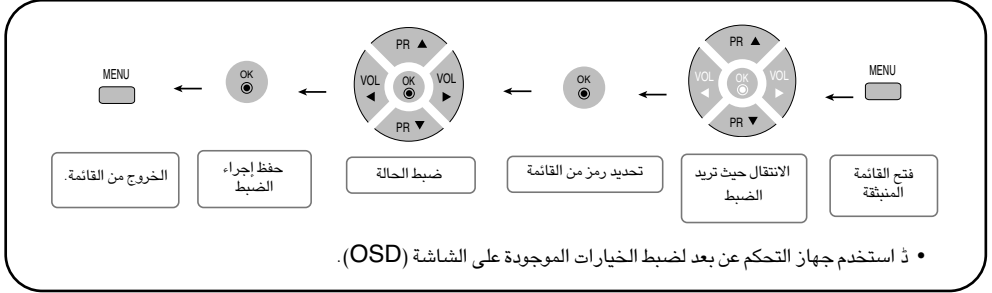 MENU
PR ▲
VOL ◄
OK
VOL ►
PR ▼
OK
PR ▲
VOL ◄
OK
VOL ►
PR ▼
OK
MENU
فتح القائمة
المنبثقة
الانتقال حيث تريد
الضبط
تحديد رمز من القائمة
ضبط الحالة
حفظ إجراء
الضبط
الخروج من القائمة.
• ڈ استخدم جهاز التحكم عن بعد لضبط الخيارات الموجودة على الشاشة (OSD).